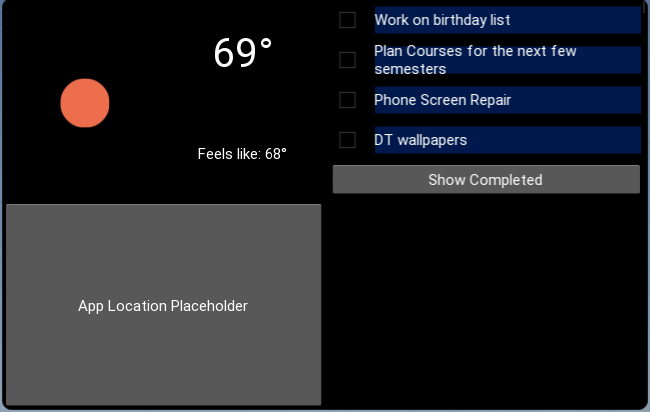 69°
Feels like: 68°
App Location Placeholder
Work on birthday list
Plan Courses for the next few
semesters
Phone Screen Repair
DT wallpapers
Show Completed